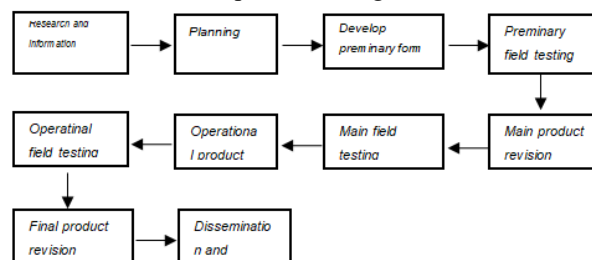 Research and
Information
Planning
Develop
preminary form
Preminary
field testing
Main product
revision
Main field
testing
Operationa
l product
Operatinal
field testing
Final product
revision
Disseminatio
n and